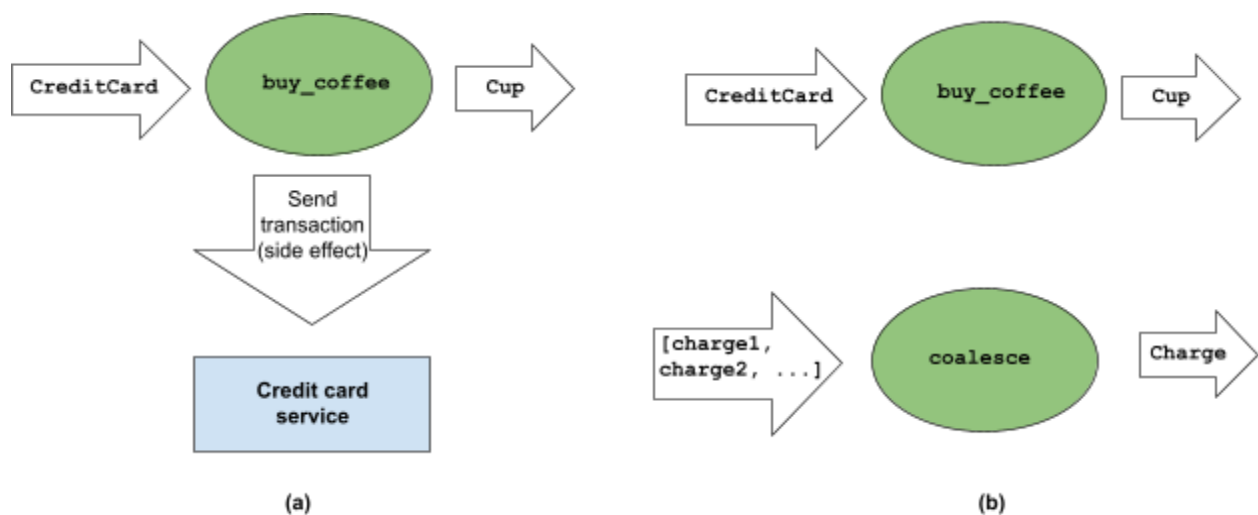 CreditCard
buy_coffee
Cup
Send
transaction
(side effect)
Credit card
service
(a)
CreditCard
buy_coffee
Cup
[charge1,
charge2, ...]
coalesce
Charge
(b)